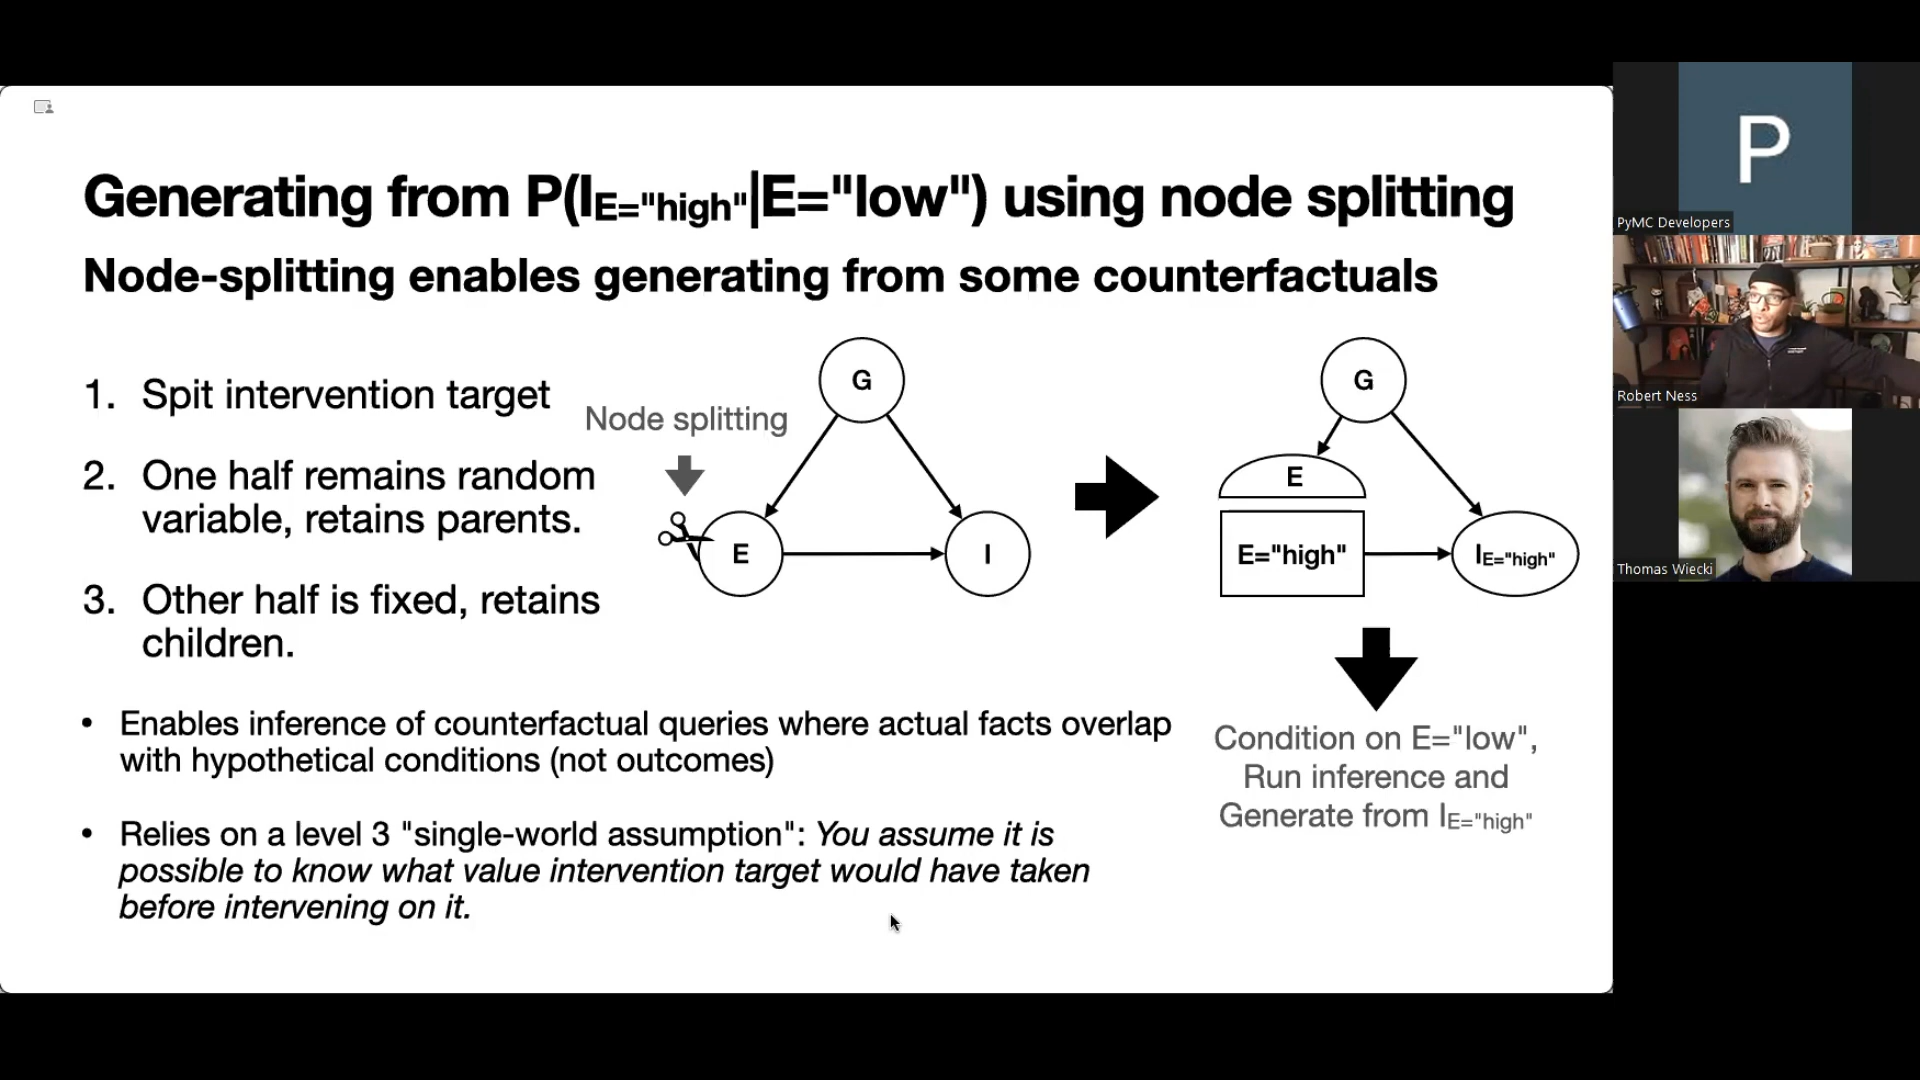 Generating from P(I_E="high"|E="low") using node splitting
Node-splitting enables generating from some counterfactuals
1. Spit intervention target
2. One half remains random
variable, retains parents.
3. Other half is fixed, retains
children.
Node splitting
G
E
I
G
E
E="high"
I_E="high"
• Enables inference of counterfactual queries where actual facts overlap
with hypothetical conditions (not outcomes)
• Relies on a level 3 "single-world assumption": You assume it is
possible to know what value intervention target would have taken
before intervening on it.
Condition on E="low",
Run inference and
Generate from I_E="high"
P
PyMC Developers
Robert Ness
Thomas Wiecki